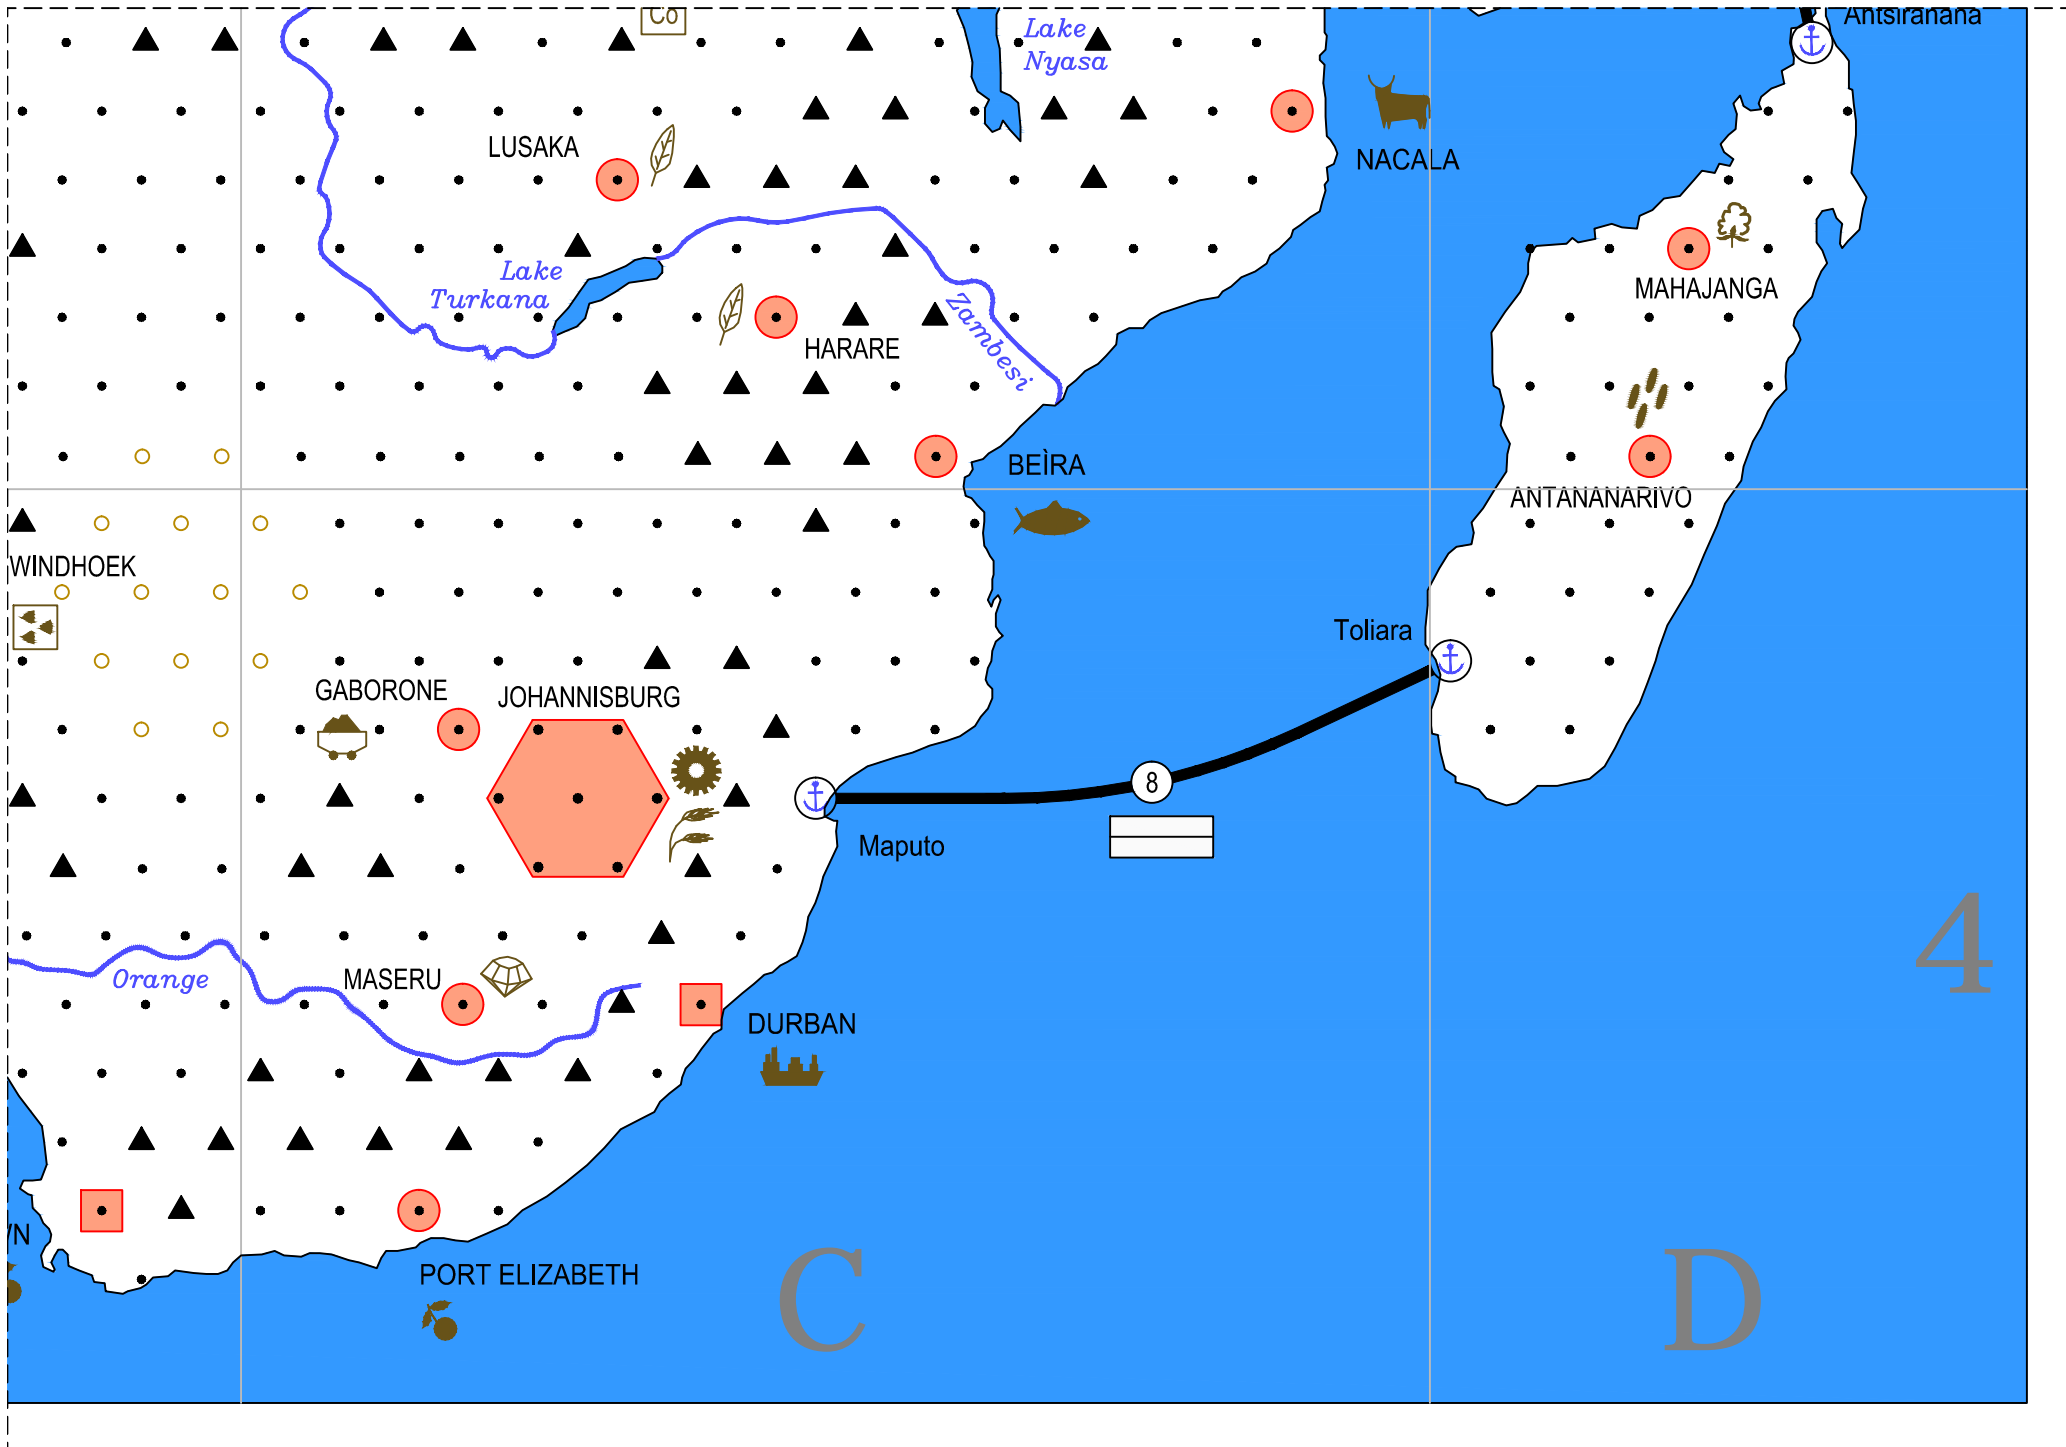 Antsiranana
Co
Lake
Nyasa
LUSAKA
NACALA
Lake
Turkana
MAHAJANGA
Zambesi
HARARE
BEÌRA
ANTANANARIVO
WINDHOEK
Toliara
GABORONE
JOHANNISBURG
8
Maputo
4
Orange
MASERU
DURBAN
PORT ELIZABETH
C
D